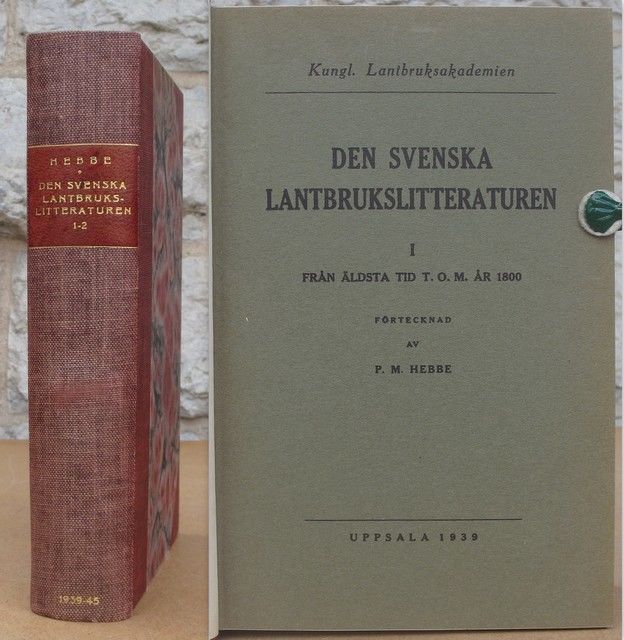 HEBBE
DEN SVENSKA
LANTBRUKS-
LITTERATUREN
1-2
1939-45
Kungl. Lantbruksakademien
DEN SVENSKA
LANTBRUKSLITTERATUREN
I
FRÅN ÄLDSTA TID T. O. M. ÅR 1800
FÖRTECKNAD
AV
P. M. HEBBE
UPPSALA 1939